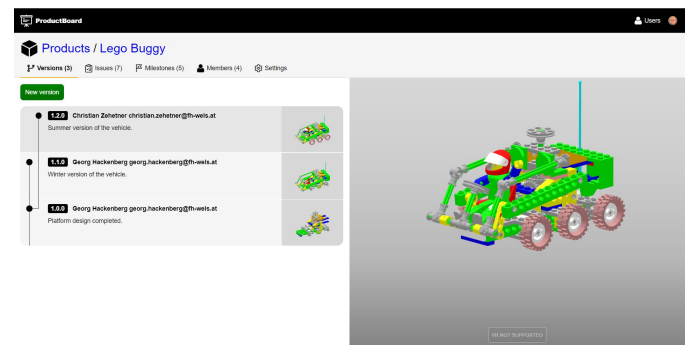 ProductBoard
Users
Products / Lego Buggy
Versions (3) Issues (7) Milestones (5) Members (4) Settings
New version
1.2.0 Christian Zehetner christian.zehetner@fh-wels.at
Summer version of the vehicle.
1.1.0 Georg Hackenberg georg.hackenberg@fh-wels.at
Winter version of the vehicle.
1.0.0 Georg Hackenberg georg.hackenberg@fh-wels.at
Platform design completed.
VR NOT SUPPORTED